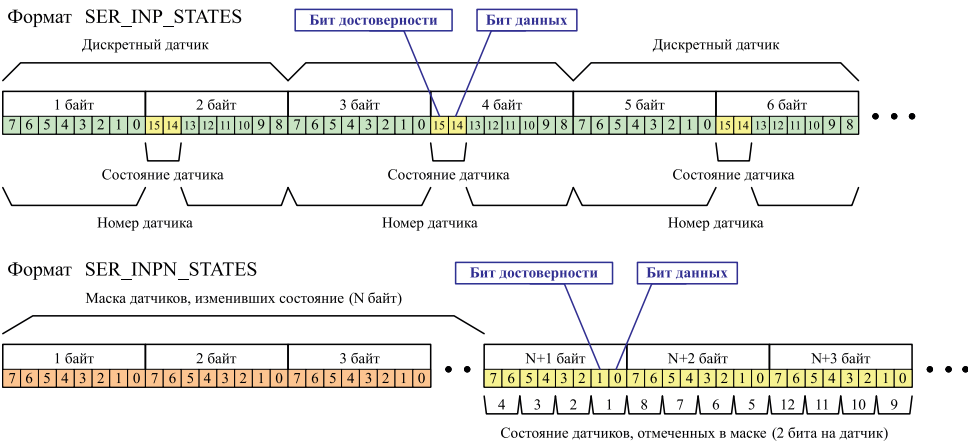 Формат SER_INP_STATES
Бит достоверности Бит данных
Дискретный датчик Дискретный датчик
1 байт 2 байт 3 байт 4 байт 5 байт 6 байт
7 6 5 4 3 2 1 0 15 14 13 12 11 10 9 8 7 6 5 4 3 2 1 0 15 14 13 12 11 10 9 8 7 6 5 4 3 2 1 0 15 14 13 12 11 10 9 8
Состояние датчика Состояние датчика Состояние датчика
Номер датчика Номер датчика Номер датчика
Формат SER_INPN_STATES
Бит достоверности Бит данных
Маска датчиков, изменивших состояние (N байт)
1 байт 2 байт 3 байт N+1 байт N+2 байт N+3 байт
7 6 5 4 3 2 1 0 7 6 5 4 3 2 1 0 7 6 5 4 3 2 1 0 7 6 5 4 3 2 1 0 7 6 5 4 3 2 1 0 7 6 5 4 3 2 1 0
4 3 2 1 8 7 6 5 12 11 10 9
Состояние датчиков, отмеченных в маске (2 бита на датчик)